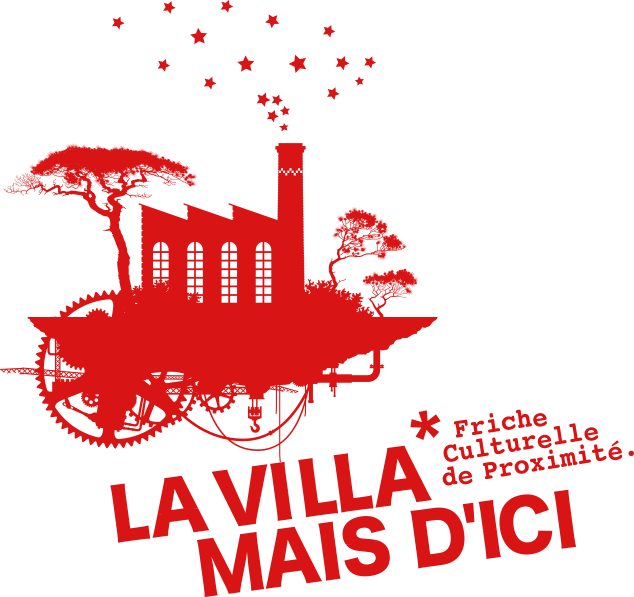 LA VILLA*
MAIS D'ICI
Friche
Culturelle
de Proximité.